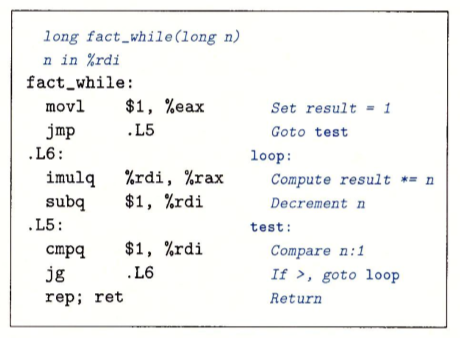 long fact_while(long n)
n in %rdi
fact_while:
movl $1, %eax Set result = 1
jmp .L5 Goto test
.L6: loop:
imulq %rdi, %rax Compute result *= n
subq $1, %rdi Decrement n
.L5: test:
cmpq $1, %rdi Compare n:1
jg .L6 If >, goto loop
rep; ret Return